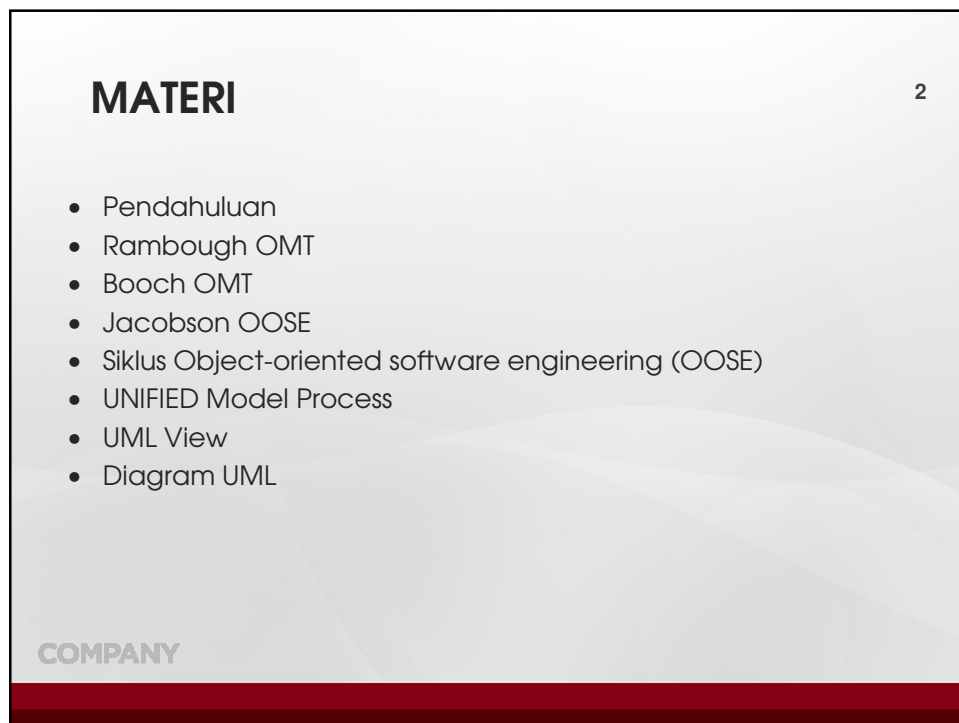 MATERI
2
• Pendahuluan
• Rambough OMT
• Booch OMT
• Jacobson OOSE
• Siklus Object-oriented software engineering (OOSE)
• UNIFIED Model Process
• UML View
• Diagram UML
COMPANY